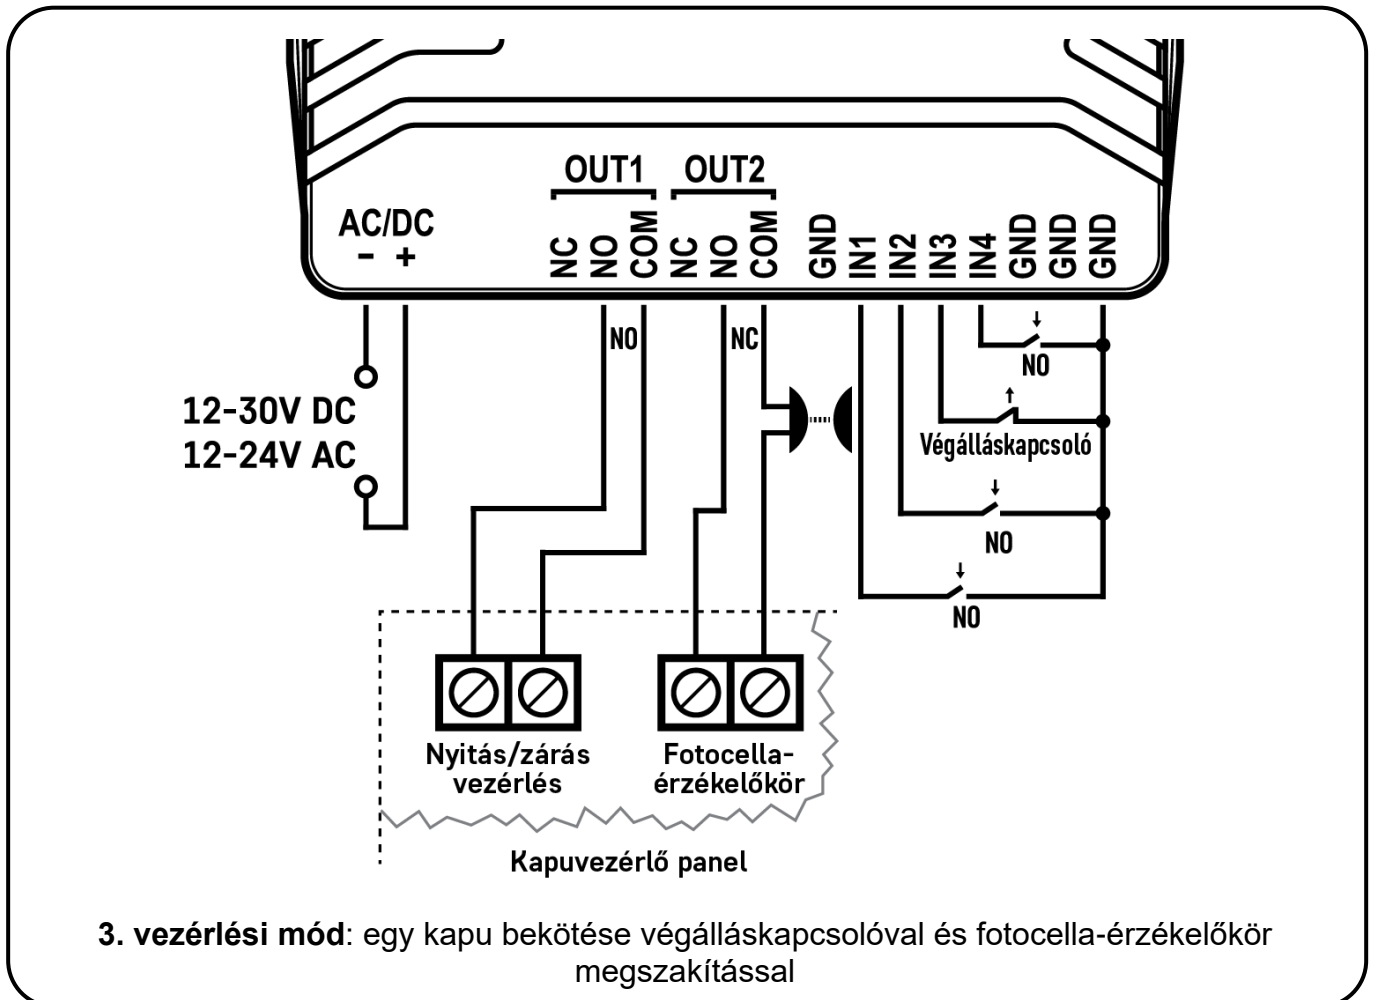 OUT1 OUT2
AC/DC
- +
NC NO COM NC NO COM GND IN1 IN2 IN3 IN4 GND GND GND
NO NC
NO
12-30V DC
12-24V AC
Végálláskapcsoló
NO
NO
Nyitás/zárás
vezérlés
Fotocella-
érzékelőkör
Kapuvezérlő panel
3. vezérlési mód: egy kapu bekötése végálláskapcsolóval és fotocella-érzékelőkör
megszakítással